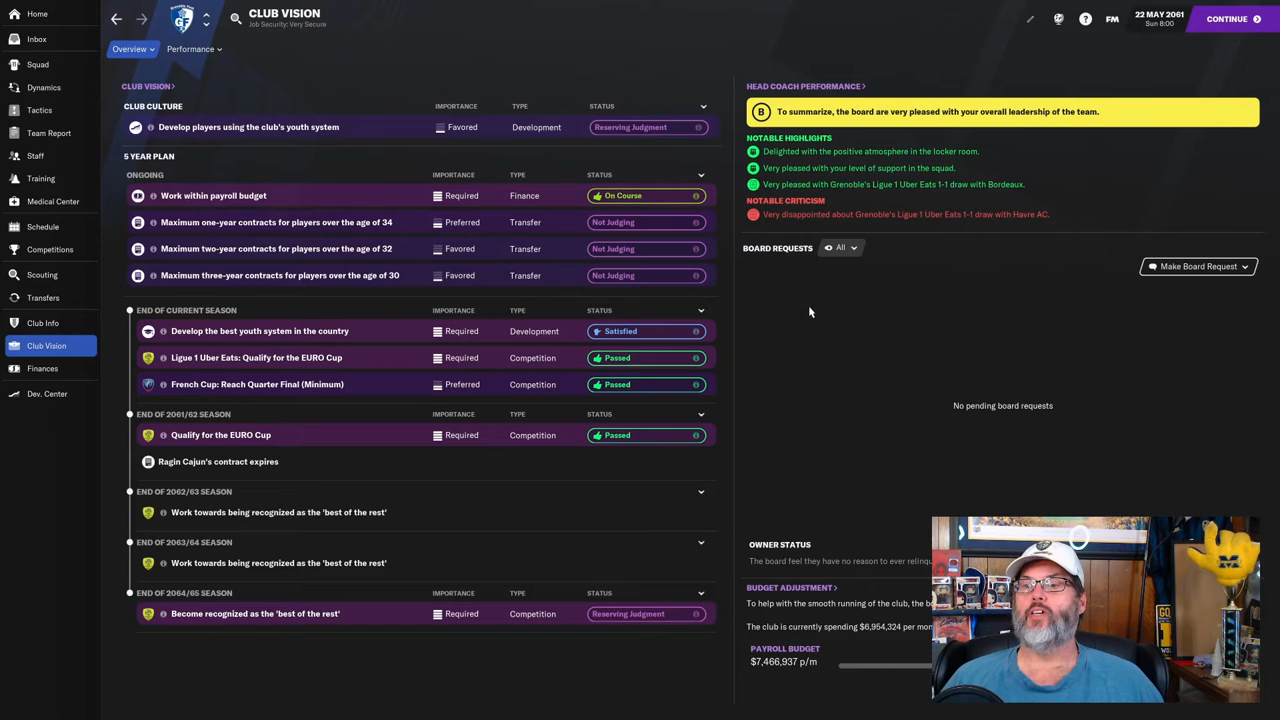 Home
Inbox
Squad
Dynamics
Tactics
Team Report
Staff
Training
Medical Center
Schedule
Competitions
Scouting
Transfers
Club Info
Club Vision
Finances
Dev. Center
CLUB VISION
Job Security: Very Secure
FM
22 MAY 2061
Sun 8:00
CONTINUE
Overview
Performance
CLUB VISION
CLUB CULTURE IMPORTANCE TYPE STATUS
Develop players using the club's youth system Favored Development Reserving Judgment
5 YEAR PLAN
ONGOING IMPORTANCE TYPE STATUS
Work within payroll budget Required Finance On Course
Maximum one-year contracts for players over the age of 34 Preferred Transfer Not Judging
Maximum two-year contracts for players over the age of 32 Favored Transfer Not Judging
Maximum three-year contracts for players over the age of 30 Favored Transfer Not Judging
END OF CURRENT SEASON IMPORTANCE TYPE STATUS
Develop the best youth system in the country Required Development Satisfied
Ligue 1 Uber Eats: Qualify for the EURO Cup Required Competition Passed
French Cup: Reach Quarter Final (Minimum) Preferred Competition Passed
END OF 2061/62 SEASON IMPORTANCE TYPE STATUS
Qualify for the EURO Cup Required Competition Passed
Ragin Cajun's contract expires
END OF 2062/63 SEASON
Work towards being recognized as the 'best of the rest'
END OF 2063/64 SEASON
Work towards being recognized as the 'best of the rest'
END OF 2064/65 SEASON IMPORTANCE TYPE STATUS
Become recognized as the 'best of the rest' Required Competition Reserving Judgment
HEAD COACH PERFORMANCE
B To summarize, the board are very pleased with your overall leadership of the team.
NOTABLE HIGHLIGHTS
Delighted with the positive atmosphere in the locker room.
Very pleased with your level of support in the squad.
Very pleased with Grenoble's Ligue 1 Uber Eats 1-1 draw with Bordeaux.
NOTABLE CRITICISM
Very disappointed about Grenoble's Ligue 1 Uber Eats 1-1 draw with Havre AC.
BOARD REQUESTS All
Make Board Request
No pending board requests
OWNER STATUS
The board feel they have no reason to ever relinq
BUDGET ADJUSTMENT
To help with the smooth running of the club, the bo
The club is currently spending $6,954,324 per mon
PAYROLL BUDGET
$7,466,937 p/m